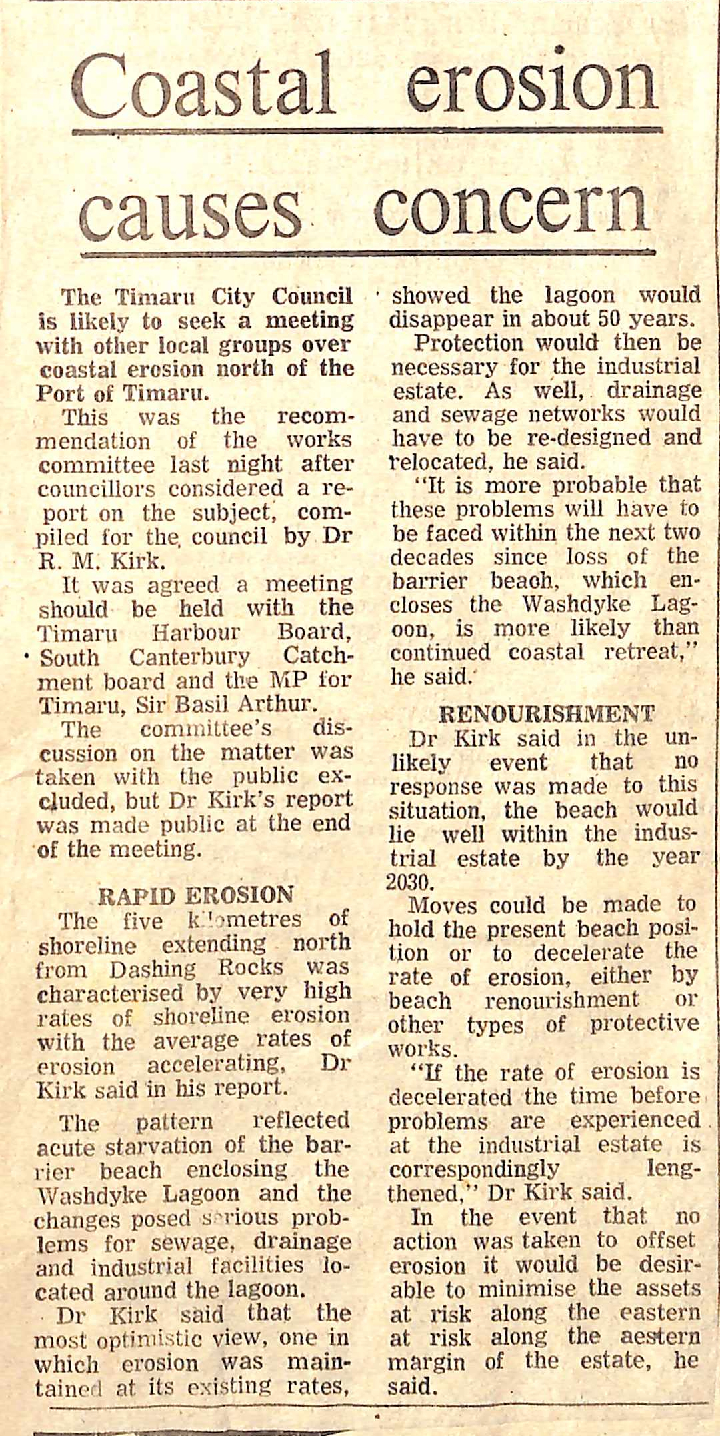 Coastal erosion
causes concern
The Timaru City Council
is likely to seek a meeting
with other local groups over
coastal erosion north of the
Port of Timaru.
This was the recom-
mendation of the works
committee last night after
councillors considered a re-
port on the subject, com-
piled for the council by Dr
R. M. Kirk.
It was agreed a meeting
should be held with the
Timaru Harbour Board,
South Canterbury Catch-
ment board and the MP for
Timaru, Sir Basil Arthur.
The committee's dis-
cussion on the matter was
taken with the public ex-
cluded, but Dr Kirk's report
was made public at the end
of the meeting.
RAPID EROSION
The five kilometres of
shoreline extending north
from Dashing Rocks was
characterised by very high
rates of shoreline erosion
with the average rates of
erosion accelerating, Dr
Kirk said in his report.
The pattern reflected
acute starvation of the bar-
rier beach enclosing the
Washdyke Lagoon and the
changes posed serious prob-
lems for sewage, drainage
and industrial facilities lo-
cated around the lagoon.
Dr Kirk said that the
most optimistic view, one in
which erosion was main-
tained at its existing rates,
showed the lagoon would
disappear in about 50 years.
Protection would then be
necessary for the industrial
estate. As well, drainage
and sewage networks would
have to be re-designed and
relocated, he said.
"It is more probable that
these problems will have to
be faced within the next two
decades since loss of the
barrier beach, which en-
closes the Washdyke Lag-
oon, is more likely than
continued coastal retreat,"
he said.
RENOURISHMENT
Dr Kirk said in the un-
likely event that no
response was made to this
situation, the beach would
lie well within the indus-
trial estate by the year
2030.
Moves could be made to
hold the present beach posi-
tion or to decelerate the
rate of erosion, either by
beach renourishment or
other types of protective
works.
"If the rate of erosion is
decelerated the time before
problems are experienced
at the industrial estate is
correspondingly leng-
thened," Dr Kirk said.
In the event that no
action was taken to offset
erosion it would be desir-
able to minimise the assets
at risk along the eastern
at risk along the aestern
margin of the estate, he
said.